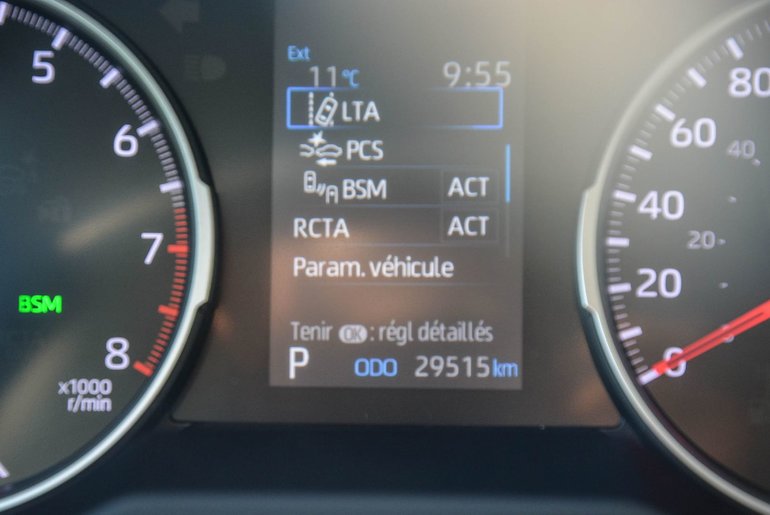 Ext
11°C 9:55
LTA
PCS
BSM ACT
RCTA ACT
Param. véhicule
Tenir OK : régl détaillés
P ODO 29515 km
5
6
7
8
x1000
r/min
BSM
80
60
40
40
20
20
0